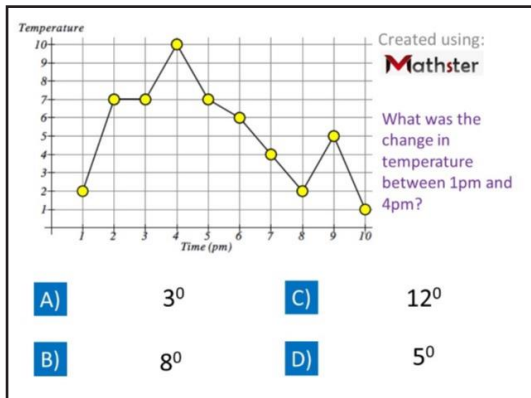 Temperature
10
9
8
7
6
5
4
3
2
1
1 2 3 4 5 6 7 8 9 10
Time (pm)
Created using:
Mathster
What was the
change in
temperature
between 1pm and
4pm?
A) 3⁰ C) 12⁰
B) 8⁰ D) 5⁰